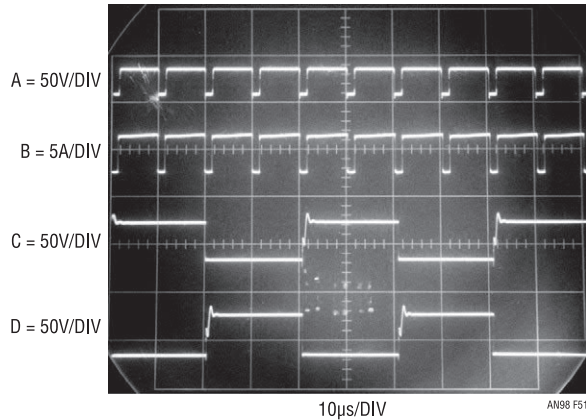 A = 50V/DIV
B = 5A/DIV
C = 50V/DIV
D = 50V/DIV
10µs/DIV
AN98 F51